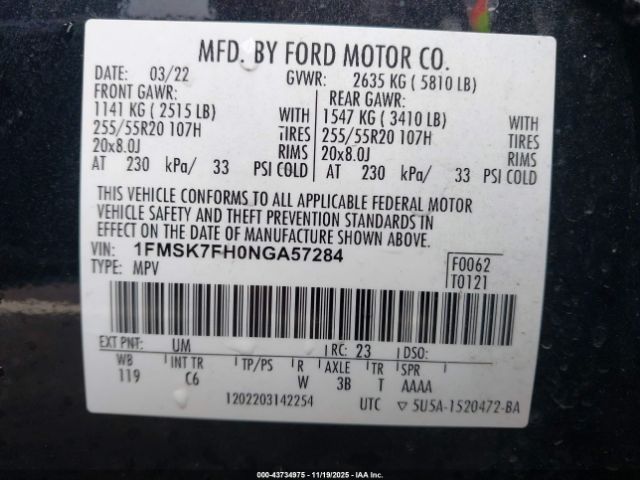 MFD. BY FORD MOTOR CO.
DATE: 03/22 GVWR: 2635 KG ( 5810 LB)
FRONT GAWR: REAR GAWR:
1141 KG ( 2515 LB) WITH 1547 KG ( 3410 LB) WITH
255/55R20 107H TIRES 255/55R20 107H TIRES
20x8.0J RIMS 20x8.0J RIMS
AT 230 kPa/ 33 PSI COLD AT 230 kPa/ 33 PSI COLD
THIS VEHICLE CONFORMS TO ALL APPLICABLE FEDERAL MOTOR
VEHICLE SAFETY AND THEFT PREVENTION STANDARDS IN
EFFECT ON THE DATE OF MANUFACTURE SHOWN ABOVE.
VIN: 1FMSK7FH0NGA57284 F0062
TYPE: MPV T0121
EXT PNT: UM RC: 23 DSO:
WB INT TR TP/PS R AXLE TR SPR
119 C6 W 3B T AAAA
1202203142254 UTC ▽ 5U5A-1520472-BA
000-43734975 - 11/19/2025 - IAA, Inc.